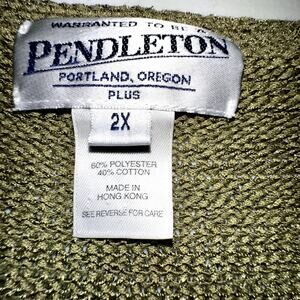 WARRANTED TO BE A
PENDLETON
PORTLAND, OREGON
PLUS
2X
60% POLYESTER
40% COTTON
MADE IN
HONG KONG
SEE REVERSE FOR CARE